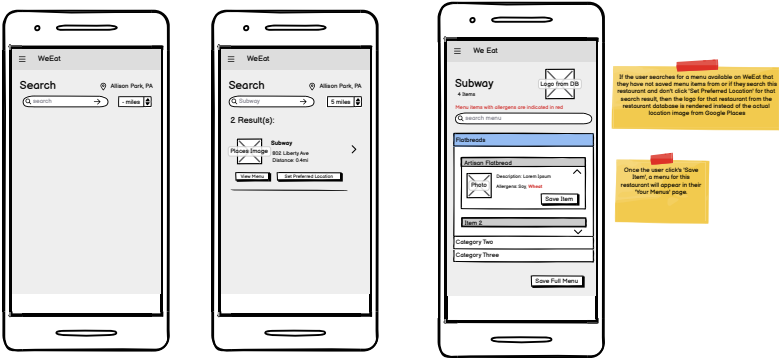 WeEat
Search
Allison Park, PA
search
- miles
WeEat
Search
Allison Park, PA
Subway
5 miles
2 Result(s):
Subway
Places Image
802 Liberty Ave
Distance: 0.4mi
View Menu
Set Preferred Location
We Eat
Subway
4 Items
Logo from DB
Menu items with allergens are indicated in red
search menu
Flatbreads
Artisan Flatbread
Photo
Description: Lorem Ipsum
Allergens: Soy, Wheat
Save Item
Item 2
Category Two
Category Three
Save Full Menu
If the user searches for a menu available on WeEat that
they have not saved menu items from or if they search this
restaurant and don't click 'Set Preferred Location' for that
search result, then the logo for that restaurant from the
restaurant database is rendered instead of the actual
location image from Google Places
Once the user click's 'Save
Item', a menu for this
restaurant will appear in their
'Your Menus' page.